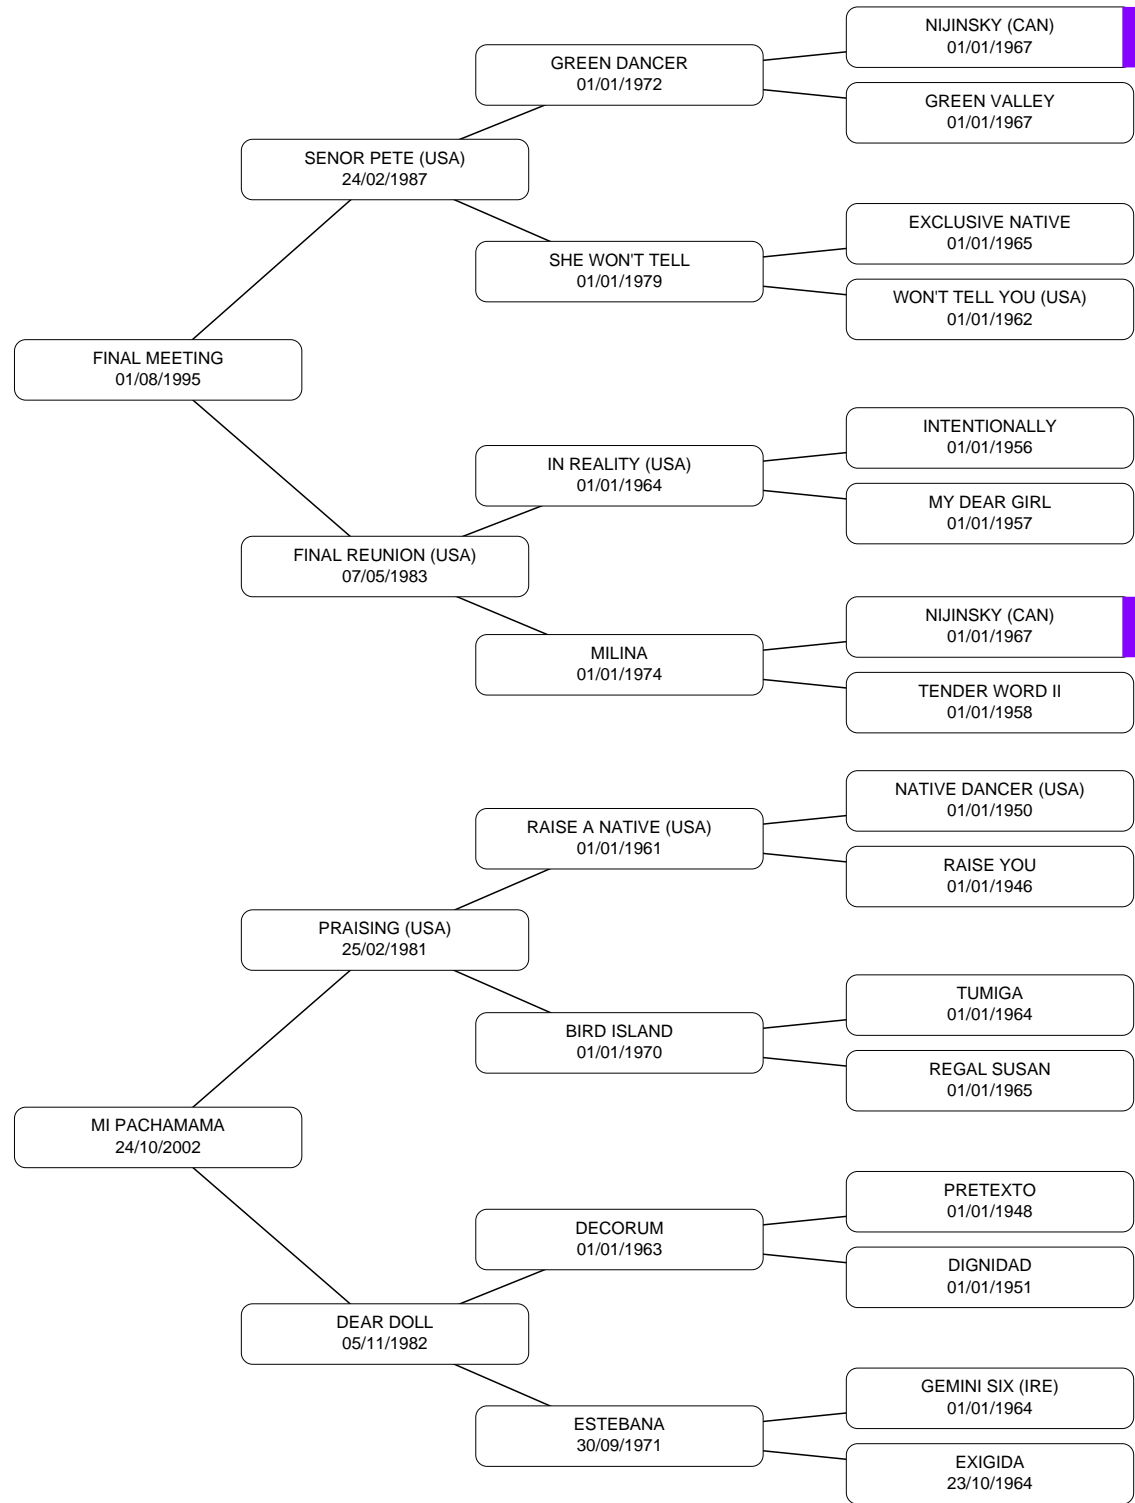 NIJINSKY (CAN)
01/01/1967
GREEN DANCER
01/01/1972
GREEN VALLEY
01/01/1967
SENOR PETE (USA)
24/02/1987
EXCLUSIVE NATIVE
01/01/1965
SHE WON'T TELL
01/01/1979
WON'T TELL YOU (USA)
01/01/1962
FINAL MEETING
01/08/1995
INTENTIONALLY
01/01/1956
IN REALITY (USA)
01/01/1964
MY DEAR GIRL
01/01/1957
FINAL REUNION (USA)
07/05/1983
NIJINSKY (CAN)
01/01/1967
MILINA
01/01/1974
TENDER WORD II
01/01/1958
NATIVE DANCER (USA)
01/01/1950
RAISE A NATIVE (USA)
01/01/1961
RAISE YOU
01/01/1946
PRAISING (USA)
25/02/1981
TUMIGA
01/01/1964
BIRD ISLAND
01/01/1970
REGAL SUSAN
01/01/1965
MI PACHAMAMA
24/10/2002
PRETEXTO
01/01/1948
DECORUM
01/01/1963
DIGNIDAD
01/01/1951
DEAR DOLL
05/11/1982
GEMINI SIX (IRE)
01/01/1964
ESTEBANA
30/09/1971
EXIGIDA
23/10/1964